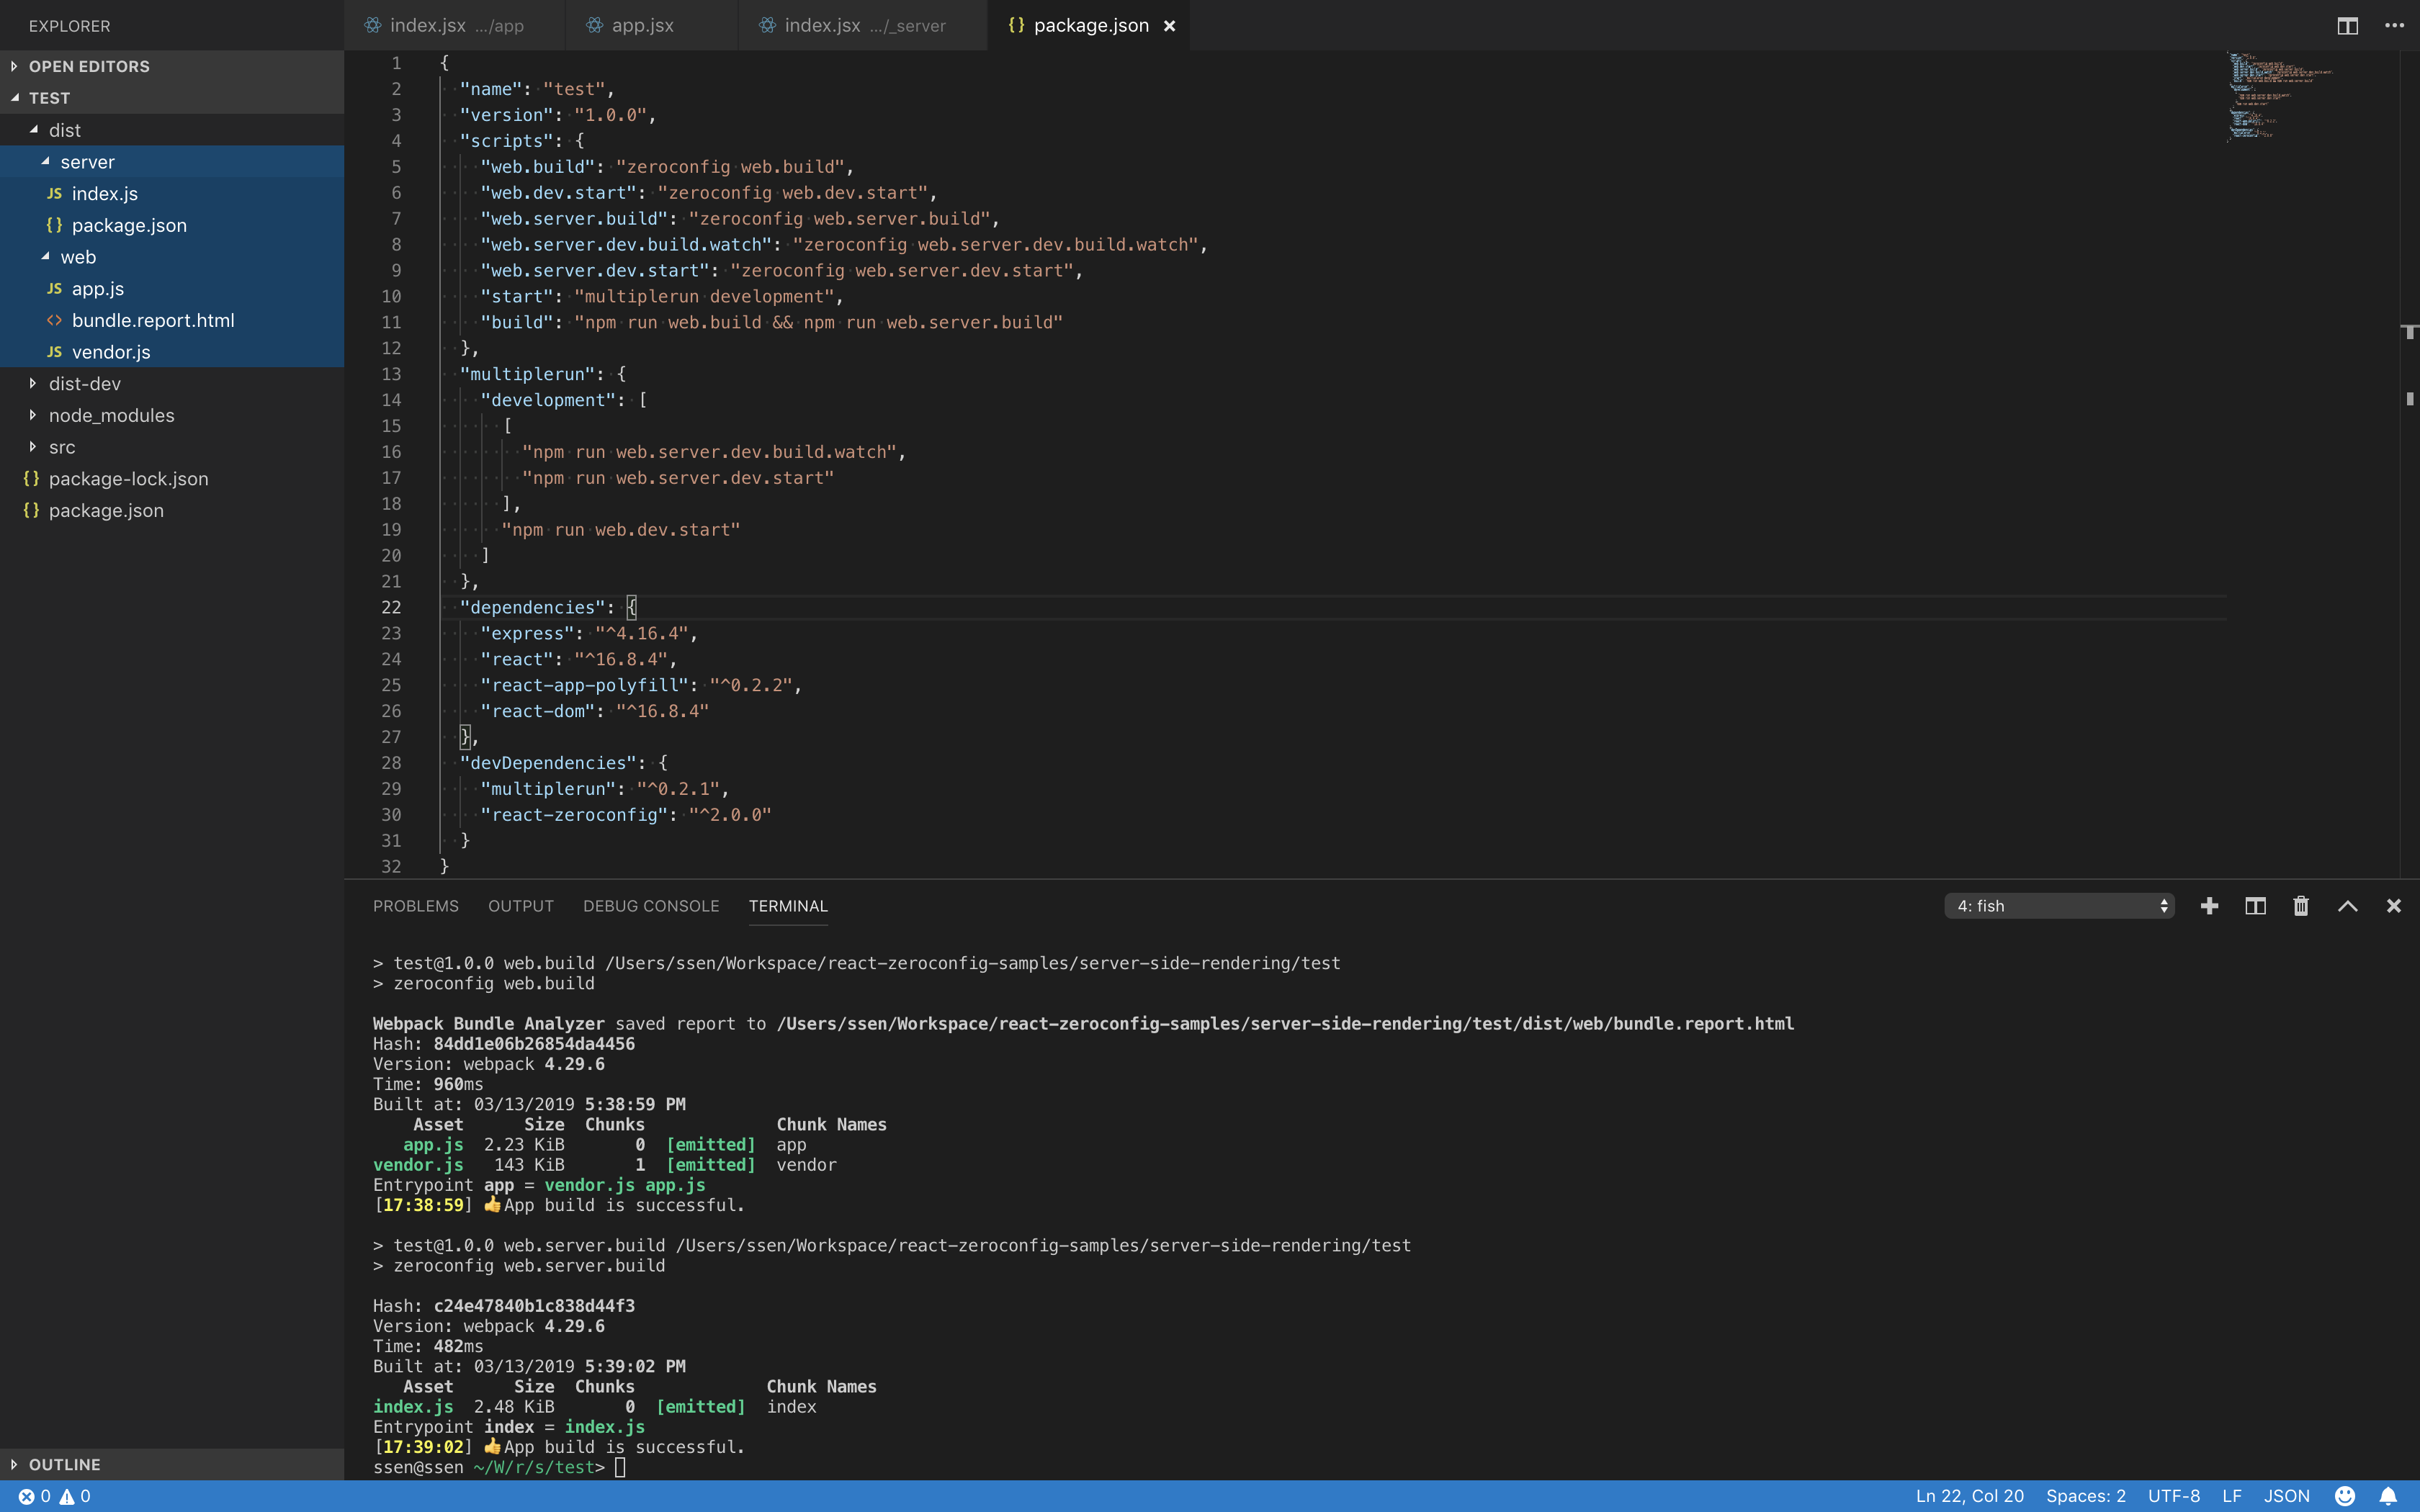 EXPLORER
OPEN EDITORS
TEST
dist
server
JS index.js
{} package.json
web
JS app.js
<> bundle.report.html
JS vendor.js
dist-dev
node_modules
src
{} package-lock.json
{} package.json
OUTLINE
index.jsx .../app
app.jsx
index.jsx .../_server
{} package.json ×
1 {
2 "name": "test",
3 "version": "1.0.0",
4 "scripts": {
5 "web.build": "zeroconfig web.build",
6 "web.dev.start": "zeroconfig web.dev.start",
7 "web.server.build": "zeroconfig web.server.build",
8 "web.server.dev.build.watch": "zeroconfig web.server.dev.build.watch",
9 "web.server.dev.start": "zeroconfig web.server.dev.start",
10 "start": "multiplerun development",
11 "build": "npm run web.build && npm run web.server.build"
12 },
13 "multiplerun": {
14 "development": [
15 [
16 "npm run web.server.dev.build.watch",
17 "npm run web.server.dev.start"
18 ],
19 "npm run web.dev.start"
20 ]
21 },
22 "dependencies": {
23 "express": "^4.16.4",
24 "react": "^16.8.4",
25 "react-app-polyfill": "^0.2.2",
26 "react-dom": "^16.8.4"
27 },
28 "devDependencies": {
29 "multiplerun": "^0.2.1",
30 "react-zeroconfig": "^2.0.0"
31 }
32 }
PROBLEMS OUTPUT DEBUG CONSOLE TERMINAL 4: fish
> test@1.0.0 web.build /Users/ssen/Workspace/react-zeroconfig-samples/server-side-rendering/test
> zeroconfig web.build
Webpack Bundle Analyzer saved report to /Users/ssen/Workspace/react-zeroconfig-samples/server-side-rendering/test/dist/web/bundle.report.html
Hash: 84dd1e06b26854da4456
Version: webpack 4.29.6
Time: 960ms
Built at: 03/13/2019 5:38:59 PM
Asset Size Chunks Chunk Names
app.js 2.23 KiB 0 [emitted] app
vendor.js 143 KiB 1 [emitted] vendor
Entrypoint app = vendor.js app.js
[17:38:59] 👍App build is successful.
> test@1.0.0 web.server.build /Users/ssen/Workspace/react-zeroconfig-samples/server-side-rendering/test
> zeroconfig web.server.build
Hash: c24e47840b1c838d44f3
Version: webpack 4.29.6
Time: 482ms
Built at: 03/13/2019 5:39:02 PM
Asset Size Chunks Chunk Names
index.js 2.48 KiB 0 [emitted] index
Entrypoint index = index.js
[17:39:02] 👍App build is successful.
ssen@ssen ~/W/r/s/test>
0 0 Ln 22, Col 20 Spaces: 2 UTF-8 LF JSON